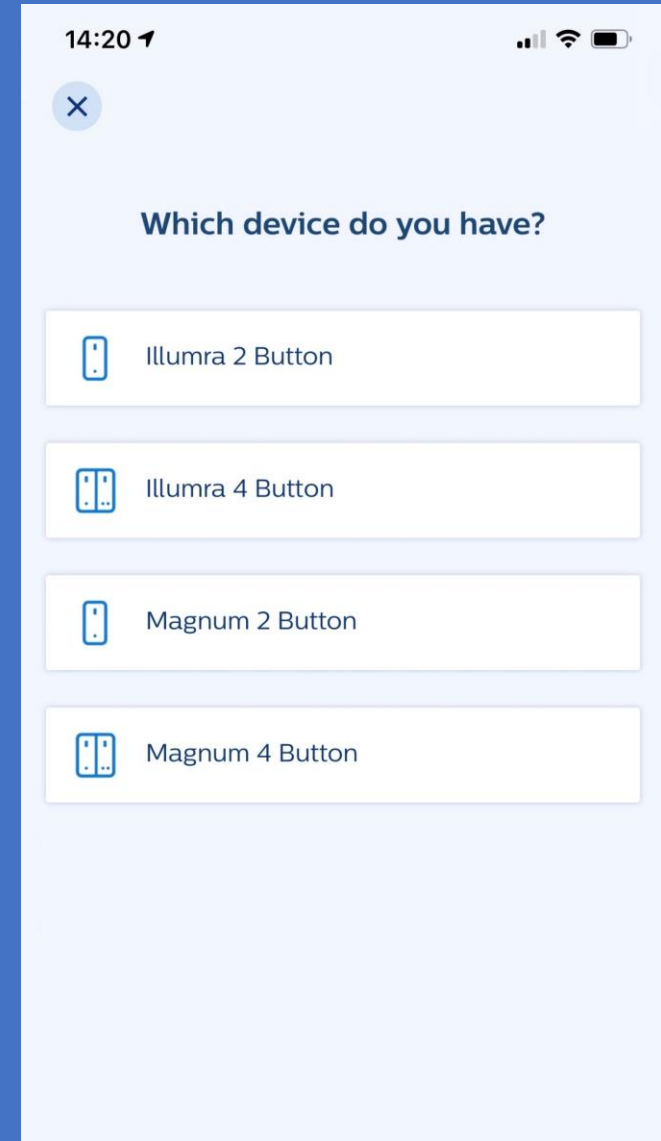 14:20
Which device do you have?
Illumra 2 Button
Illumra 4 Button
Magnum 2 Button
Magnum 4 Button